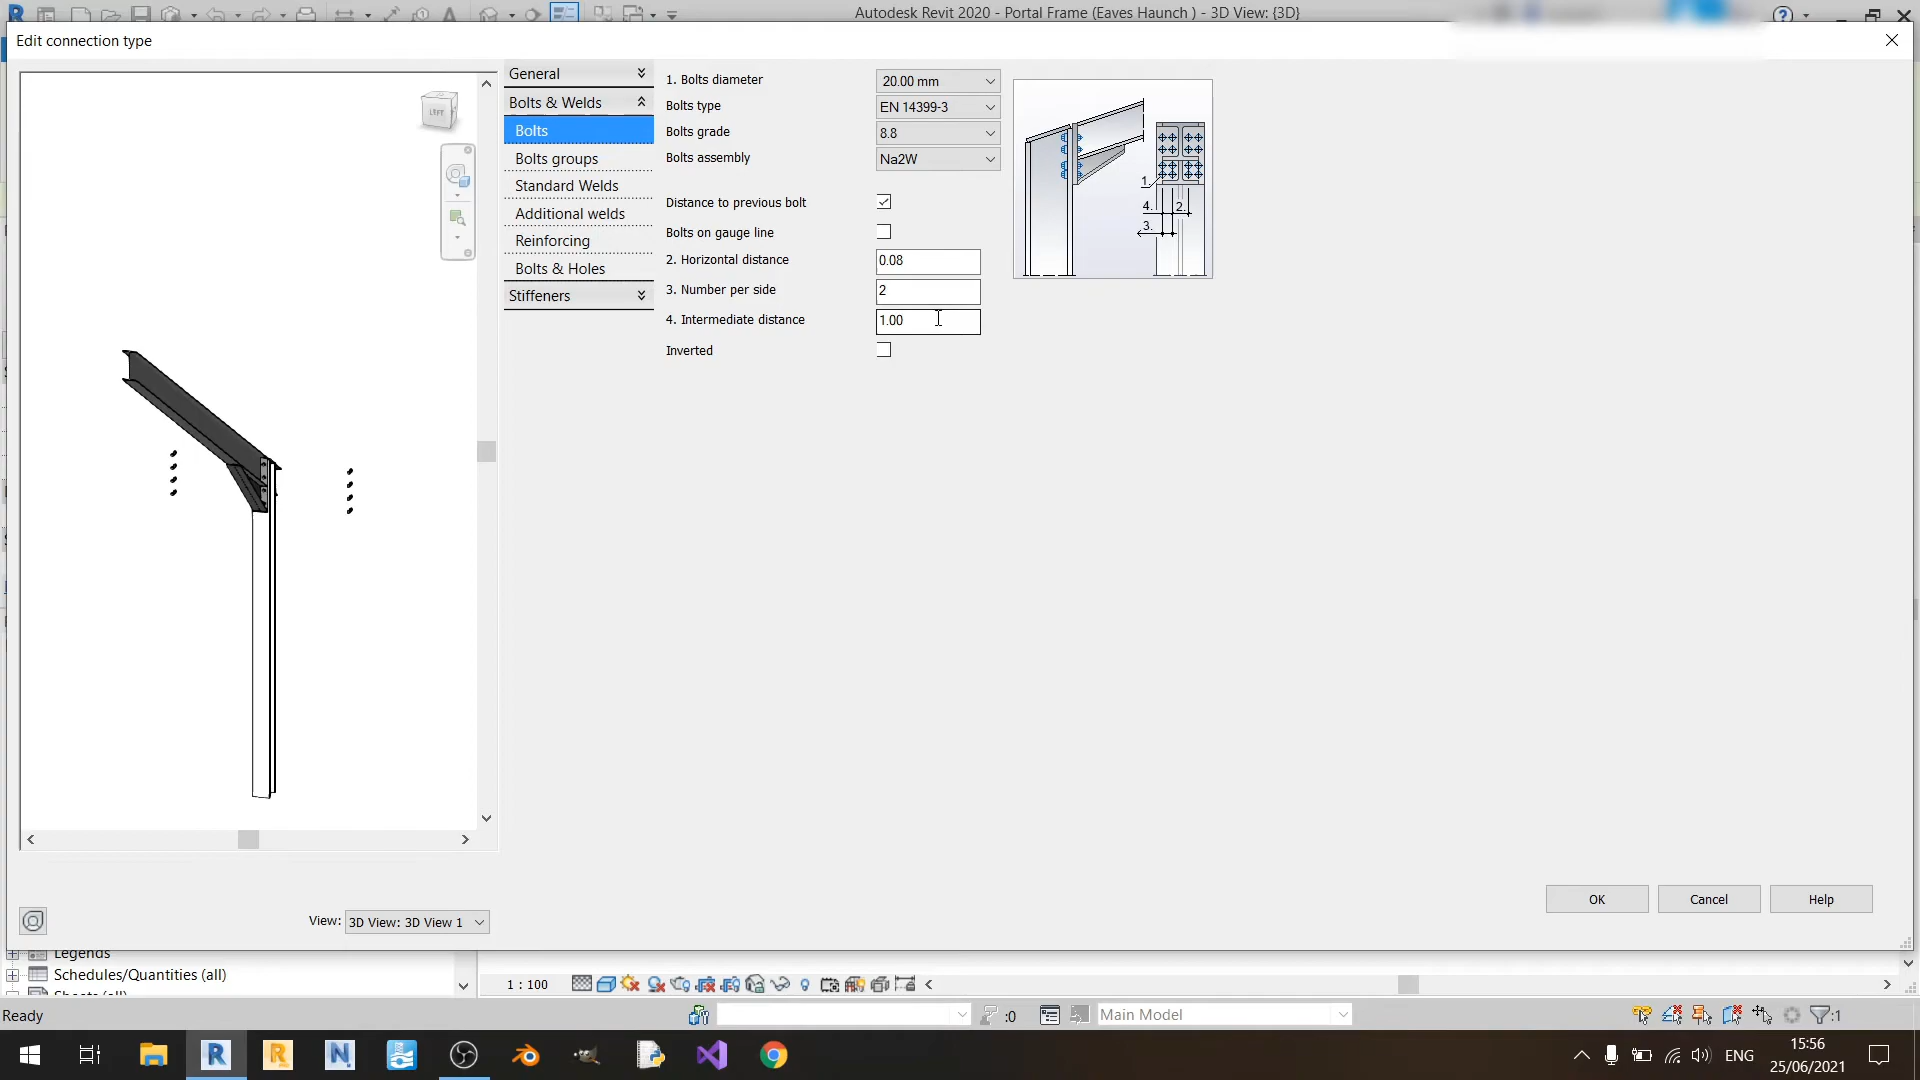 Autodesk Revit 2020 - Portal Frame (Eaves Haunch ) - 3D View: {3D}
Edit connection type
LEFT
General
Bolts & Welds
Bolts
Bolts groups
Standard Welds
Additional welds
Reinforcing
Bolts & Holes
Stiffeners
1. Bolts diameter
20.00 mm
Bolts type
EN 14399-3
Bolts grade
8.8
Bolts assembly
Na2W
Distance to previous bolt
Bolts on gauge line
2. Horizontal distance
0.08
3. Number per side
2
4. Intermediate distance
1.00
Inverted
1.
4.
2.
3.
OK
Cancel
Help
View:
3D View: 3D View 1
Legends
Schedules/Quantities (all)
Sheets (all)
1 : 100
Ready
:0
Main Model
:1
ENG
15:56
25/06/2021